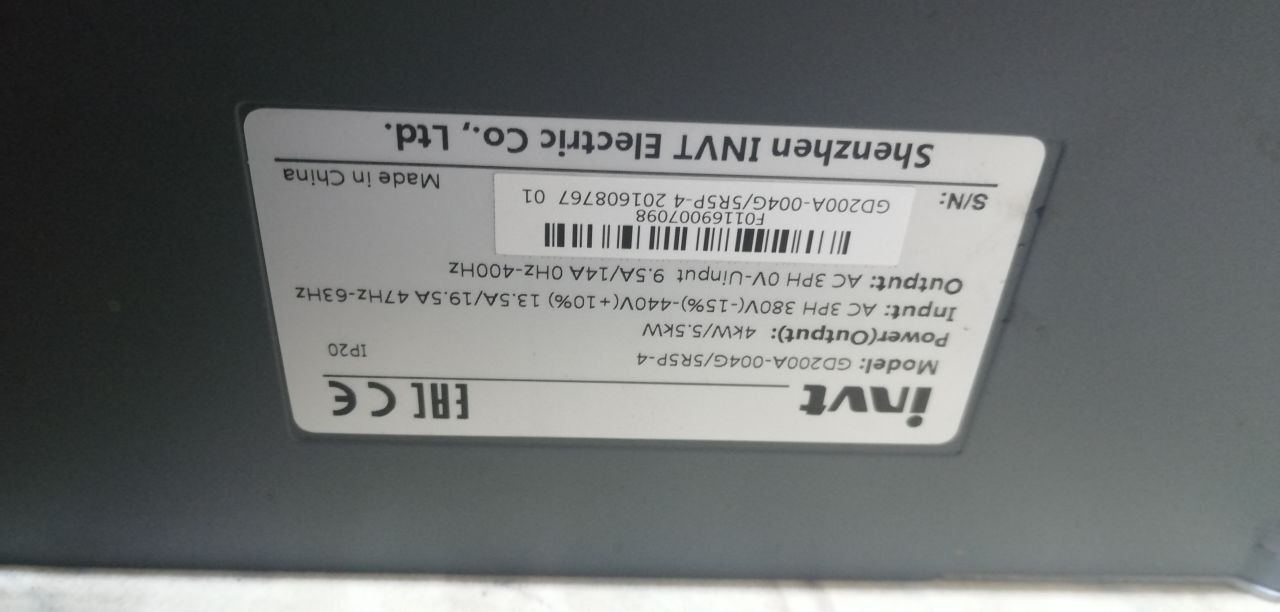 invt
EAC CE
Model: GD200A-004G/5R5P-4 IP20
Power(Output): 4kW/5.5kW
Input: AC 3PH 380V(-15%)-440V(+10%) 13.5A/19.5A 47Hz-63Hz
Output: AC 3PH 0V-Uinput 9.5A/14A 0Hz-400Hz
F01169007098
S/N: GD200A-004G/5R5P-4 201608767 01 Made in China
Shenzhen INVT Electric Co., Ltd.